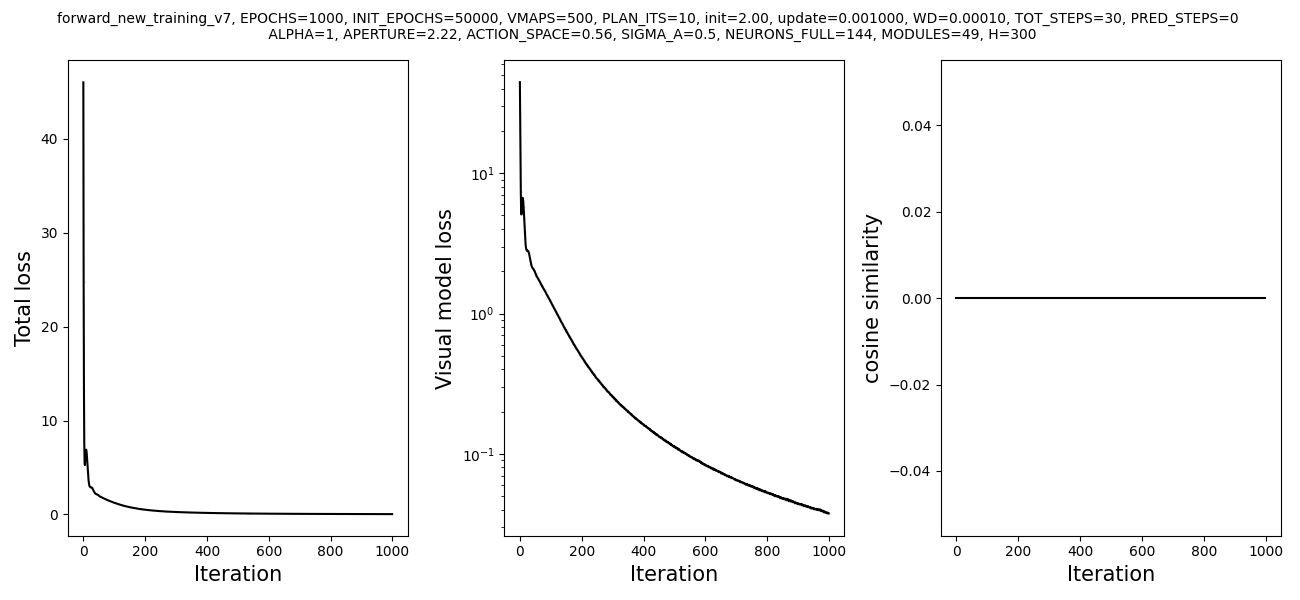 forward_new_training_v7, EPOCHS=1000, INIT_EPOCHS=50000, VMAPS=500, PLAN_ITS=10, init=2.00, update=0.001000, WD=0.00010, TOT_STEPS=30, PRED_STEPS=0
ALPHA=1, APERTURE=2.22, ACTION_SPACE=0.56, SIGMA_A=0.5, NEURONS_FULL=144, MODULES=49, H=300
Total loss
40
30
20
10
0
0 200 400 600 800 1000
Iteration
Visual model loss
10¹
10⁰
10⁻¹
0 200 400 600 800 1000
Iteration
cosine similarity
0.04
0.02
0.00
−0.02
−0.04
0 200 400 600 800 1000
Iteration